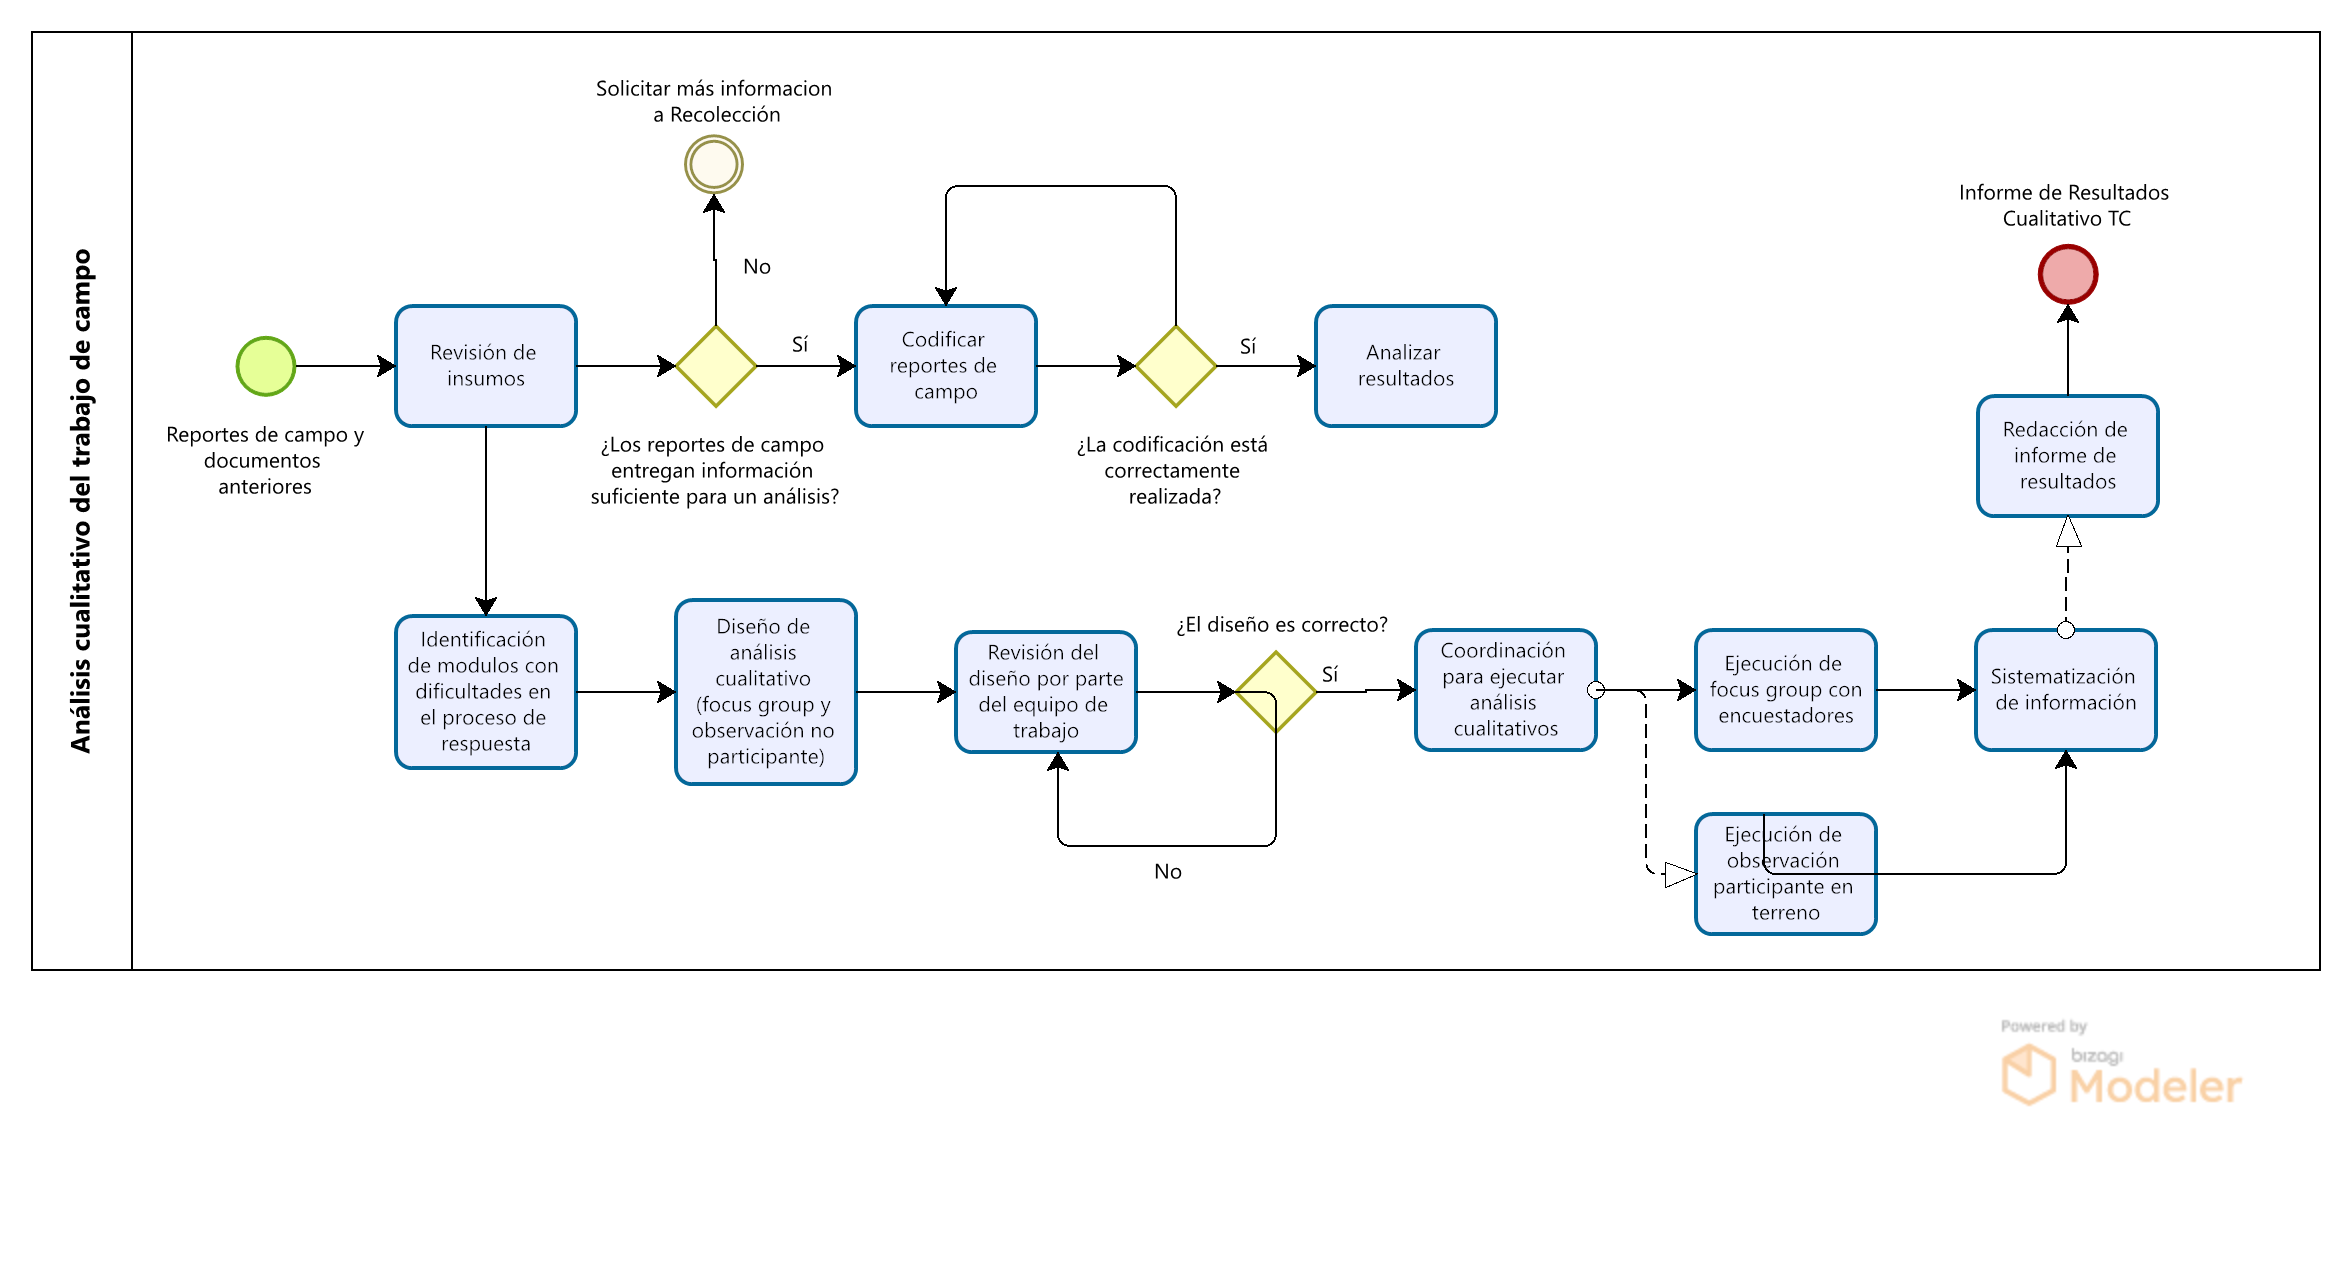 Análisis cualitativo del trabajo de campo
Solicitar más informacion
a Recolección
No
Reportes de campo y
documentos
anteriores
Revisión de
insumos
¿Los reportes de campo
entregan información
suficiente para un análisis?
Sí
Codificar
reportes de
campo
¿La codificación está
correctamente
realizada?
Sí
Analizar
resultados
Informe de Resultados
Cualitativo TC
Redacción de
informe de
resultados
Identificación
de modulos con
dificultades en
el proceso de
respuesta
Diseño de
análisis
cualitativo
(focus group y
observación no
participante)
Revisión del
diseño por parte
del equipo de
trabajo
¿El diseño es correcto?
Sí
No
Coordinación
para ejecutar
análisis
cualitativos
Ejecución de
focus group con
encuestadores
Sistematización
de información
Ejecución de
observación
participante en
terreno
Powered by
bizagi
Modeler